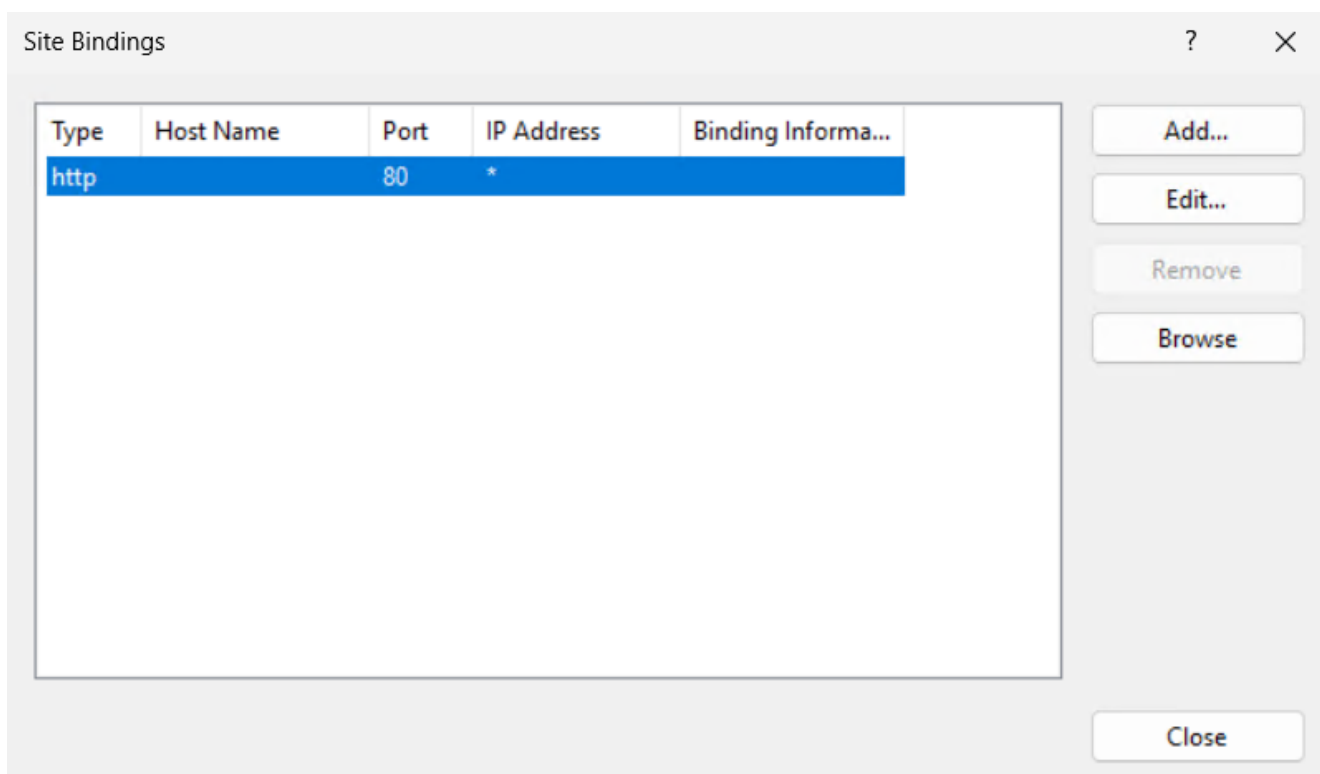 Site Bindings ?
Type Host Name Port IP Address Binding Informa...
http 80 *
Add...
Edit...
Remove
Browse
Close